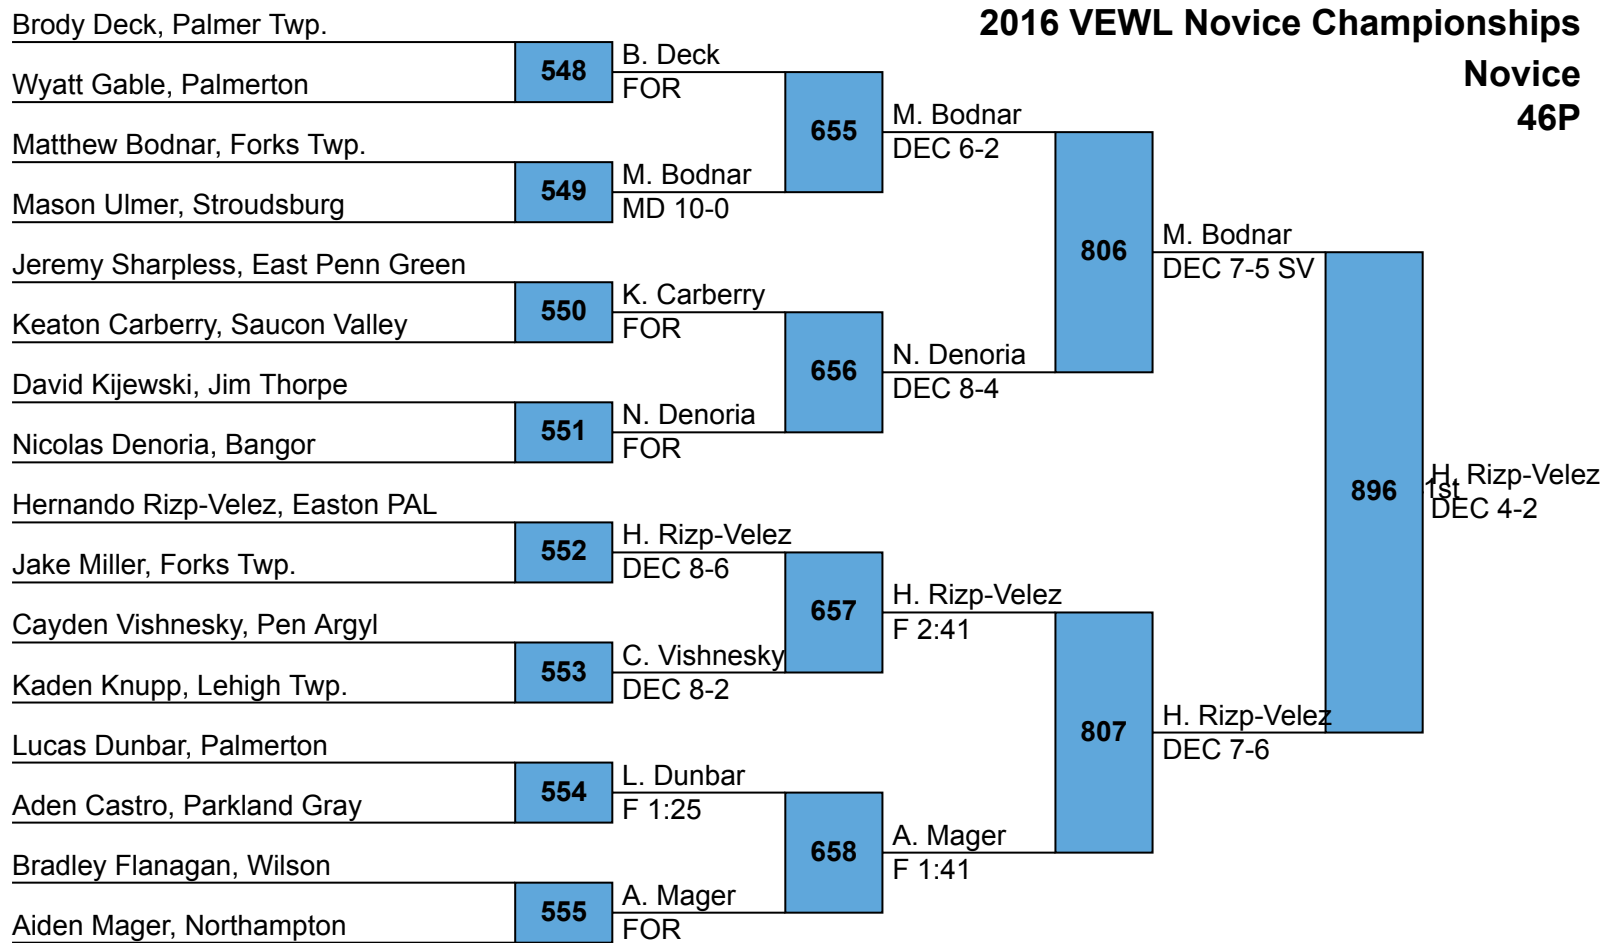 2016 VEWL Novice Championships
Novice
46P
Brody Deck, Palmer Twp.
548
B. Deck
FOR
Wyatt Gable, Palmerton
655
M. Bodnar
DEC 6-2
Matthew Bodnar, Forks Twp.
549
M. Bodnar
MD 10-0
Mason Ulmer, Stroudsburg
806
M. Bodnar
DEC 7-5 SV
Jeremy Sharpless, East Penn Green
550
K. Carberry
FOR
Keaton Carberry, Saucon Valley
656
N. Denoria
DEC 8-4
David Kijewski, Jim Thorpe
551
N. Denoria
FOR
Nicolas Denoria, Bangor
896
1st
H. Rizp-Velez
DEC 4-2
Hernando Rizp-Velez, Easton PAL
552
H. Rizp-Velez
DEC 8-6
Jake Miller, Forks Twp.
657
H. Rizp-Velez
F 2:41
Cayden Vishnesky, Pen Argyl
553
C. Vishnesky
DEC 8-2
Kaden Knupp, Lehigh Twp.
807
H. Rizp-Velez
DEC 7-6
Lucas Dunbar, Palmerton
554
L. Dunbar
F 1:25
Aden Castro, Parkland Gray
658
A. Mager
F 1:41
Bradley Flanagan, Wilson
555
A. Mager
FOR
Aiden Mager, Northampton